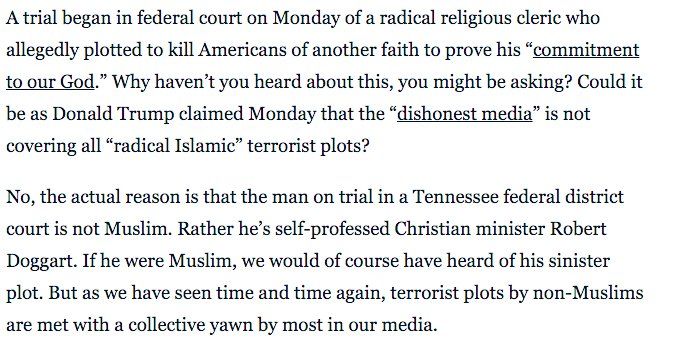 A trial began in federal court on Monday of a radical religious cleric who
allegedly plotted to kill Americans of another faith to prove his “commitment
to our God.” Why haven’t you heard about this, you might be asking? Could it
be as Donald Trump claimed Monday that the “dishonest media” is not
covering all “radical Islamic” terrorist plots?
No, the actual reason is that the man on trial in a Tennessee federal district
court is not Muslim. Rather he’s self-professed Christian minister Robert
Doggart. If he were Muslim, we would of course have heard of his sinister
plot. But as we have seen time and time again, terrorist plots by non-Muslims
are met with a collective yawn by most in our media.